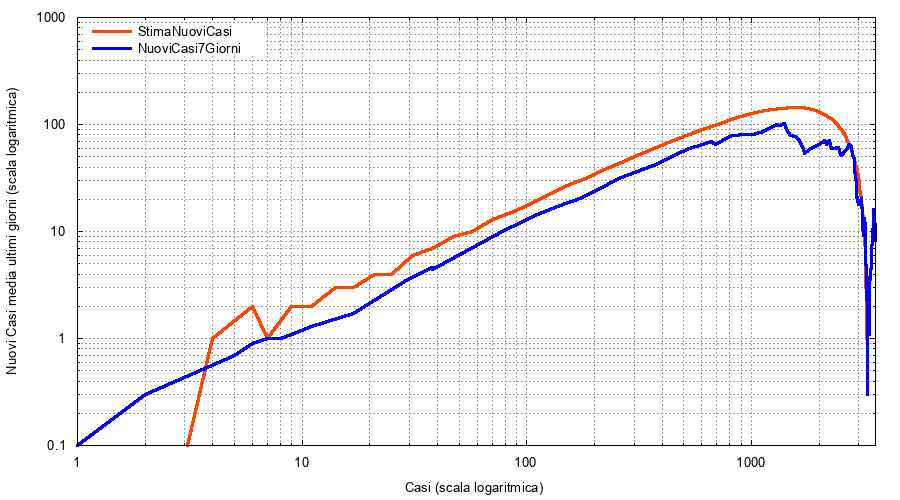 1000
StimaNuoviCasi
NuoviCasi7Giorni
100
10
1
0.1
Nuovi Casi media ultimi giorni (scala logaritmica)
1
10
100
1000
Casi (scala logaritmica)